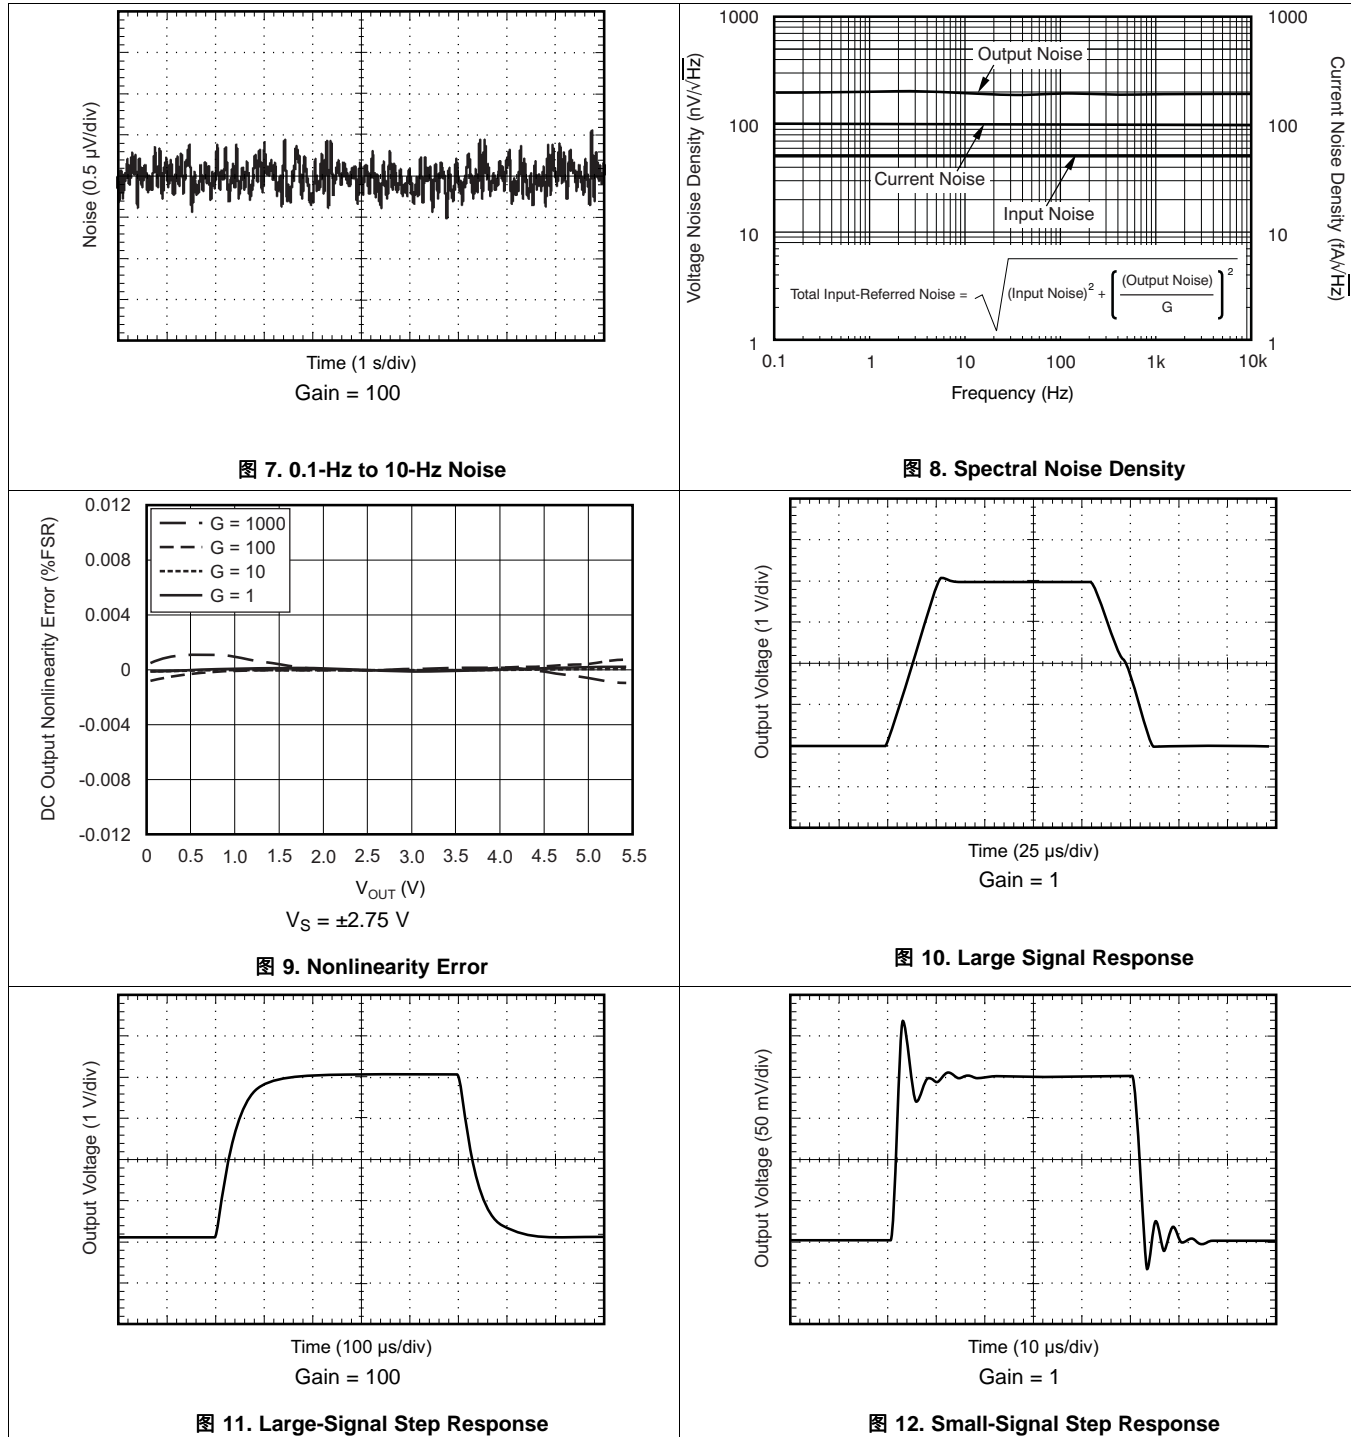 Noise (0.5 µV/div)
Time (1 s/div)
Gain = 100
图 7. 0.1-Hz to 10-Hz Noise
Voltage Noise Density (nV/√Hz)
1000
100
10
1
Output Noise
Current Noise
Input Noise
Total Input-Referred Noise = √ (Input Noise)² + [ (Output Noise) / G ]²
1000
100
10
1
Current Noise Density (fA/√Hz)
0.1 1 10 100 1k 10k
Frequency (Hz)
图 8. Spectral Noise Density
DC Output Nonlinearity Error (%FSR)
0.012
0.008
0.004
0
-0.004
-0.008
-0.012
G = 1000
G = 100
G = 10
G = 1
0 0.5 1.0 1.5 2.0 2.5 3.0 3.5 4.0 4.5 5.0 5.5
VOUT (V)
VS = ±2.75 V
图 9. Nonlinearity Error
Output Voltage (1 V/div)
Time (25 µs/div)
Gain = 1
图 10. Large Signal Response
Output Voltage (1 V/div)
Time (100 µs/div)
Gain = 100
图 11. Large-Signal Step Response
Output Voltage (50 mV/div)
Time (10 µs/div)
Gain = 1
图 12. Small-Signal Step Response